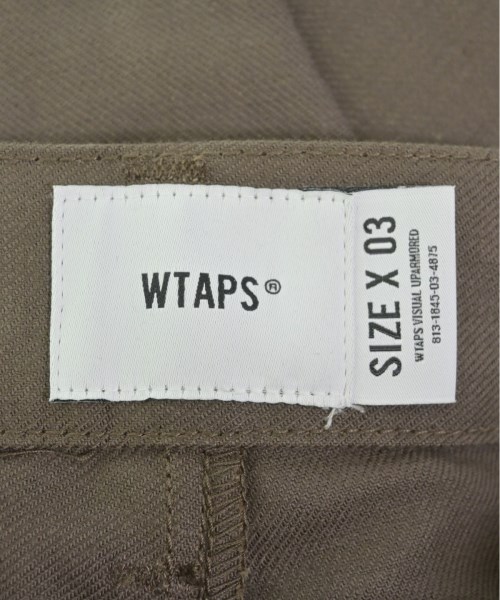 WTAPS®
SIZE X 03
WTAPS VISUAL UPARMORED
813-1845-03-4875